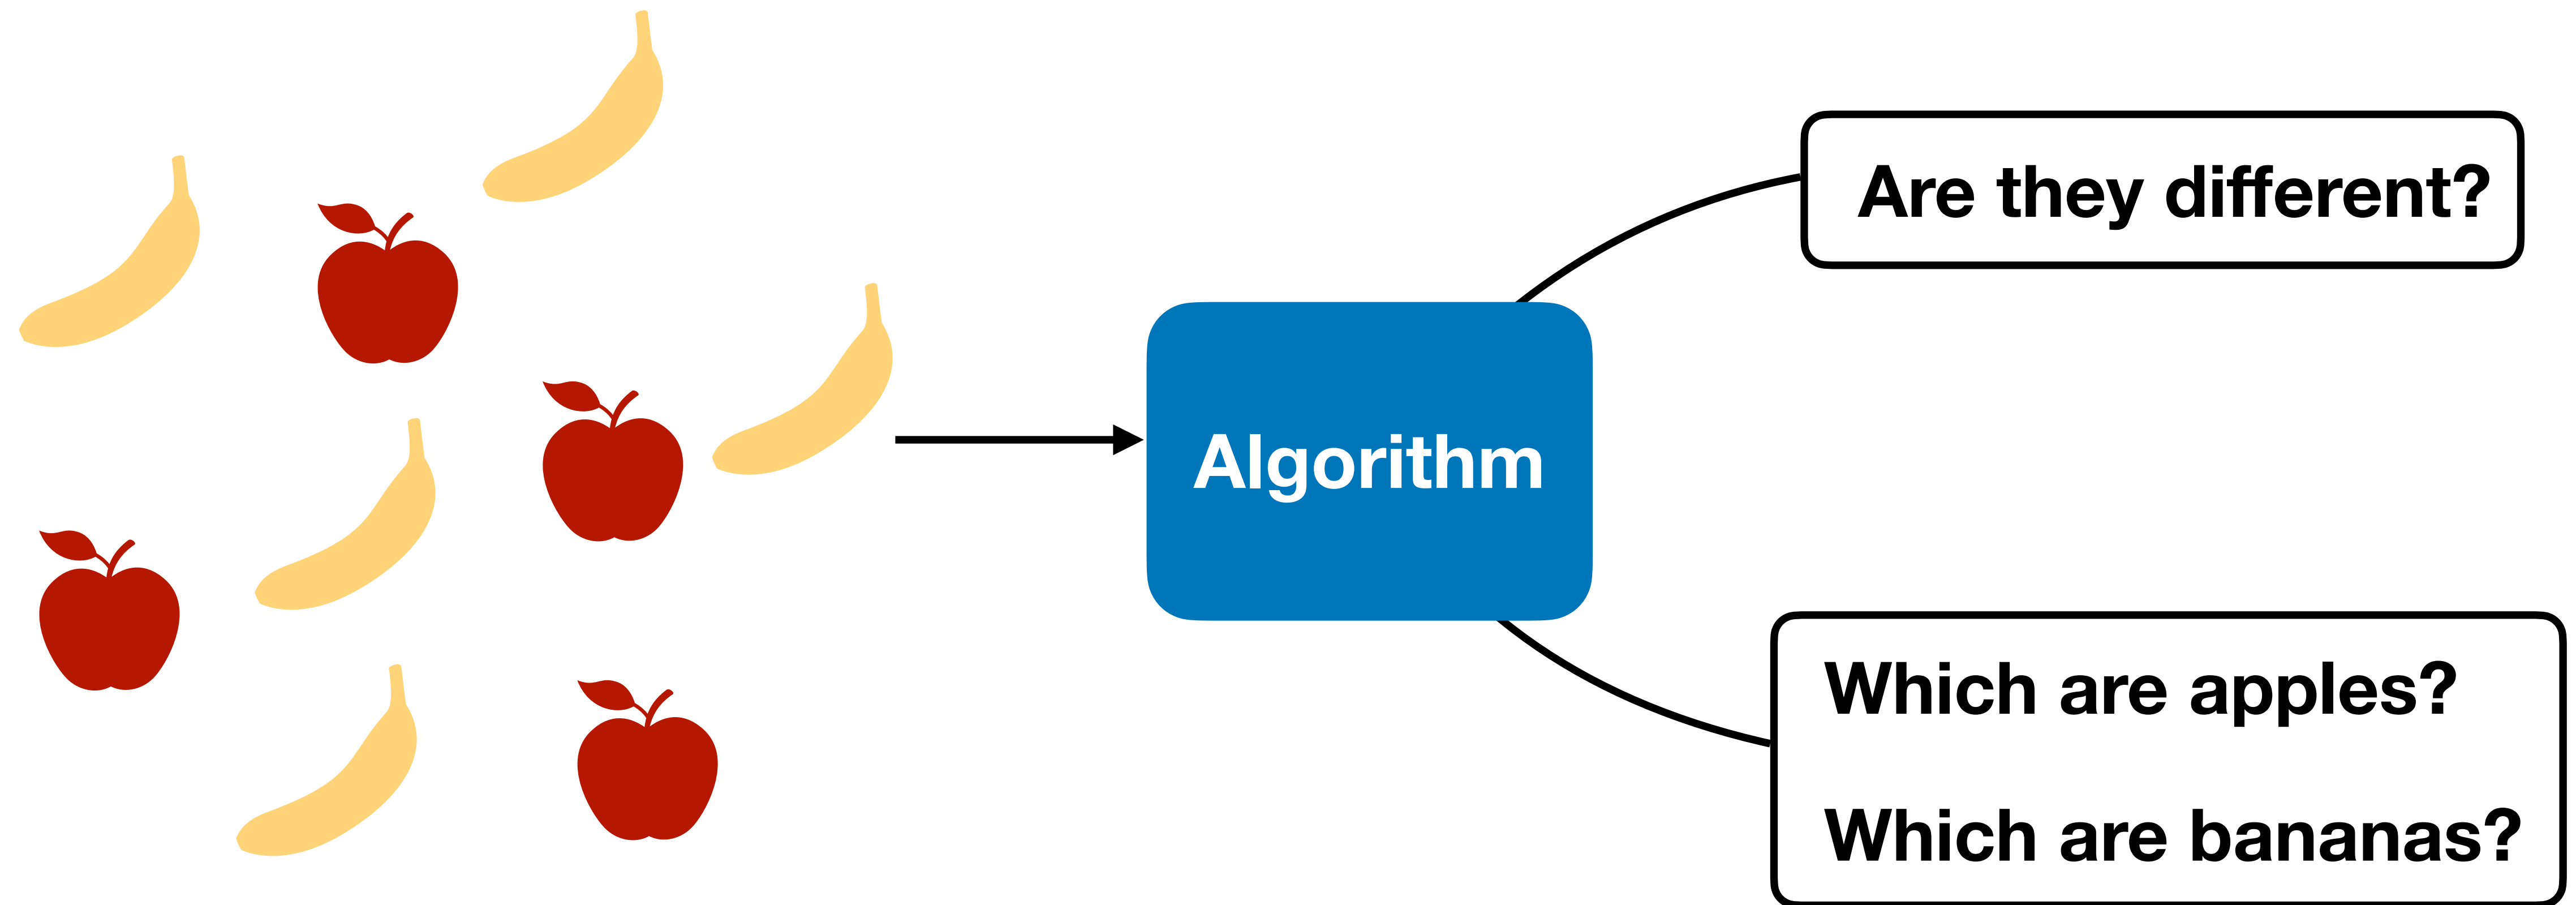 Are they different?
Algorithm
Which are apples?
Which are bananas?